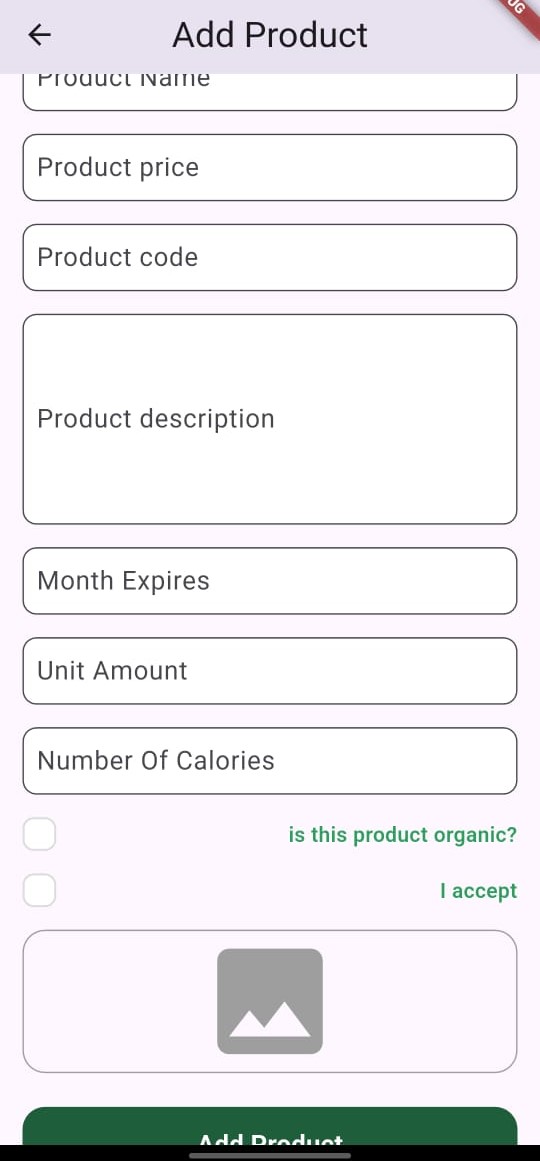 UG
Add Product
Product Name
Product price
Product code
Product description
Month Expires
Unit Amount
Number Of Calories
is this product organic?
I accept
Add Product